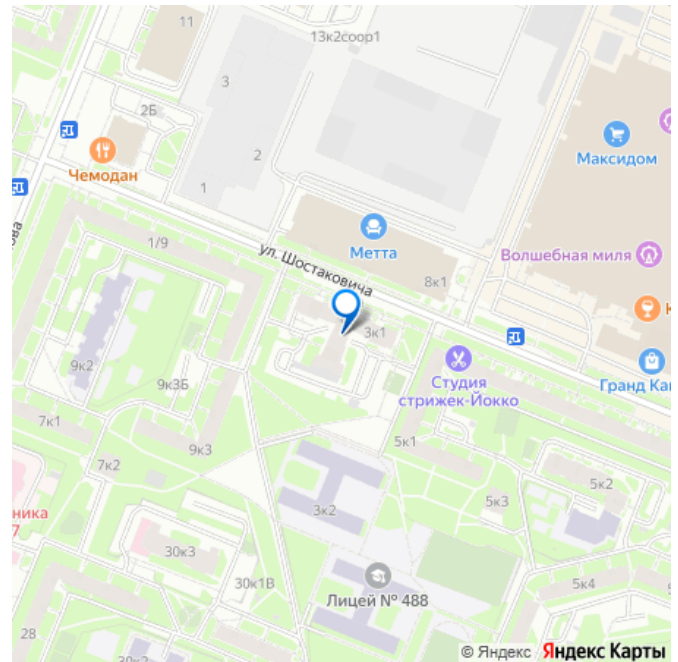 11
13к2соор1
3
2Б
Максидом
Чемодан
2
1
ова
1/9
ул. Шостаковича
Метта
8к1
Волшебная миля
К
3к1
9к2
9к3Б
Студия
стрижек-Йокко
Гранд Кан
7к1
7к2
9к3
5к1
5к2
5к3
ника
7
3к2
30к3
30к1В
Лицей № 488
5к4
28
© Яндекс Яндекс Карты